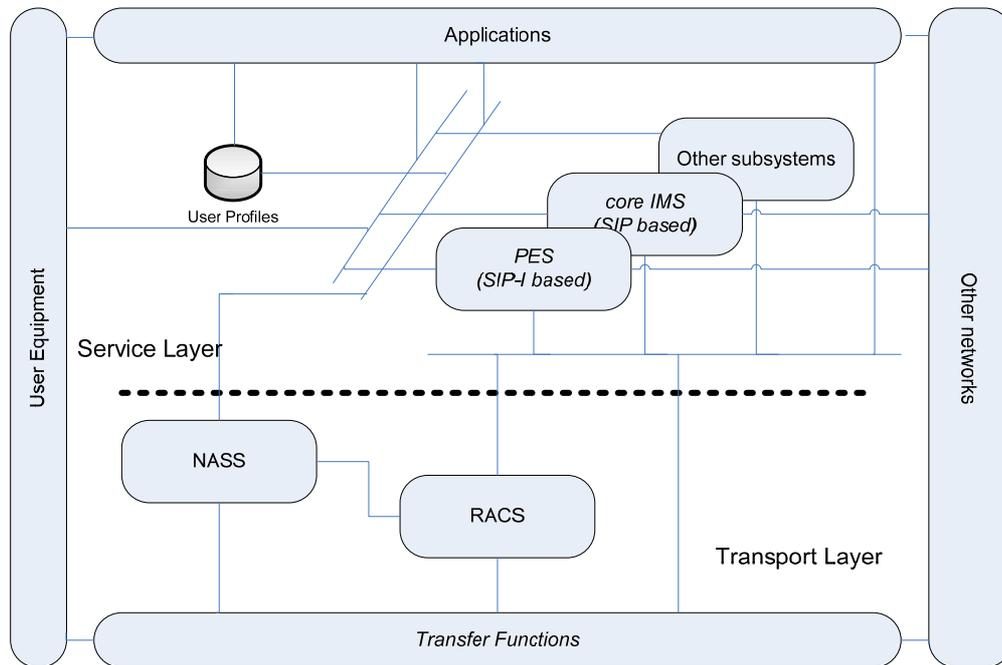 Applications
Other subsystems
core IMS
(SIP based)
User Profiles
PES
(SIP-I based)
User Equipment
Other networks
Service Layer
NASS
RACS
Transport Layer
Transfer Functions